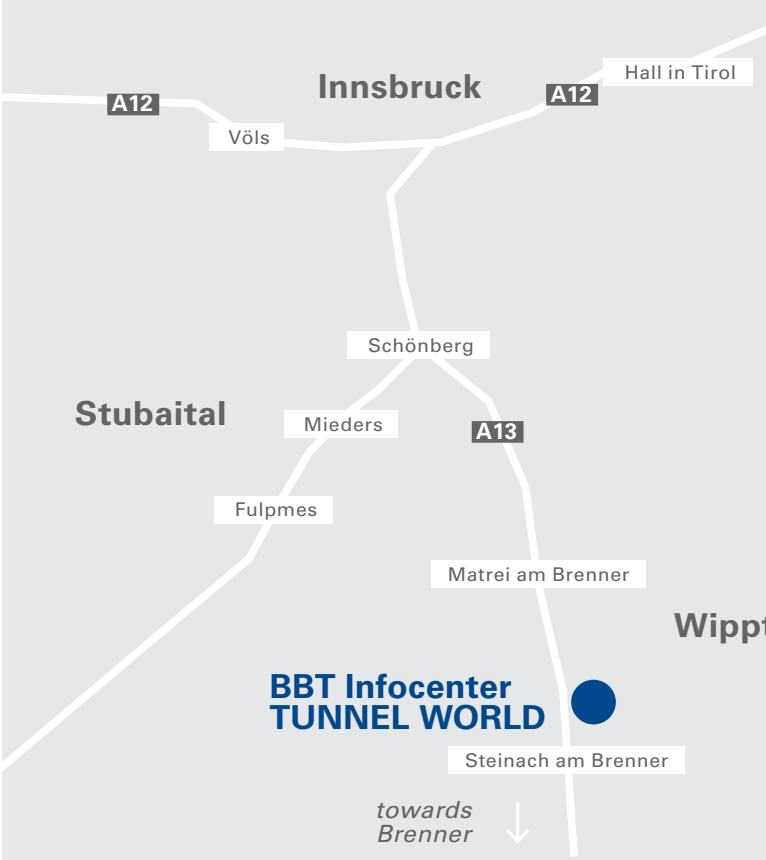 Hall in Tirol
Innsbruck
A12
A12
Völs
Schönberg
Stubaital
Mieders
A13
Fulpmes
Matrei am Brenner
BBT Infocenter
TUNNEL WORLD
Steinach am Brenner
towards
Brenner